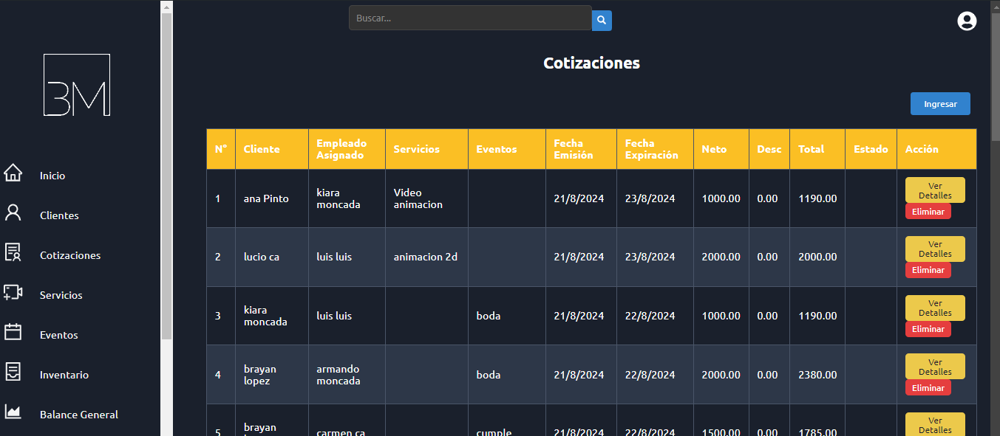 Buscar...
BM
Cotizaciones
Ingresar
Inicio
Clientes
Cotizaciones
Servicios
Eventos
Inventario
Balance General
N° Cliente Empleado Asignado Servicios Eventos Fecha Emisión Fecha Expiración Neto Desc Total Estado Acción
1 ana Pinto kiara moncada Video animacion 21/8/2024 23/8/2024 1000.00 0.00 1190.00 Ver Detalles Eliminar
2 lucio ca luis luis animacion 2d 21/8/2024 23/8/2024 2000.00 0.00 2000.00 Ver Detalles Eliminar
3 kiara moncada luis luis boda 21/8/2024 22/8/2024 1000.00 0.00 1190.00 Ver Detalles Eliminar
4 brayan lopez armando moncada boda 21/8/2024 22/8/2024 2000.00 0.00 2380.00 Ver Detalles Eliminar
5 brayan carmen ca cumple 21/8/2024 22/8/2024 1500.00 0.00 1785.00 Ver Detalles